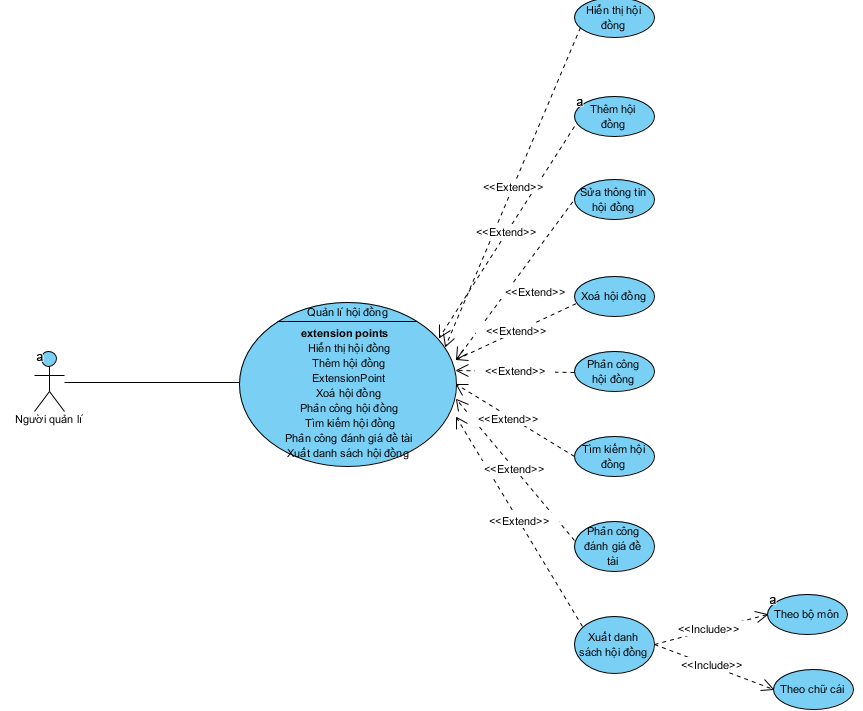 Hiển thị hội
đồng
a
Thêm hội
đồng
<<Extend>>
Sửa thông tin
hội đồng
<<Extend>>
<<Extend>>
Xoá hội đồng
Quản lí hội đồng
<<Extend>>
extension points
Hiển thị hội đồng
Thêm hội đồng
ExtensionPoint
Xoá hội đồng
Phân công hội đồng
Tìm kiếm hội đồng
Phân công đánh giá đề tài
Xuất danh sách hội đồng
a
Người quản lí
<<Extend>>
Phân công
hội đồng
<<Extend>>
Tìm kiếm hội
đồng
<<Extend>>
<<Extend>>
Phân công
đánh giá đề
tài
Xuất danh
sách hội đồng
<<Include>>
a
Theo bộ môn
<<Include>>
Theo chữ cái